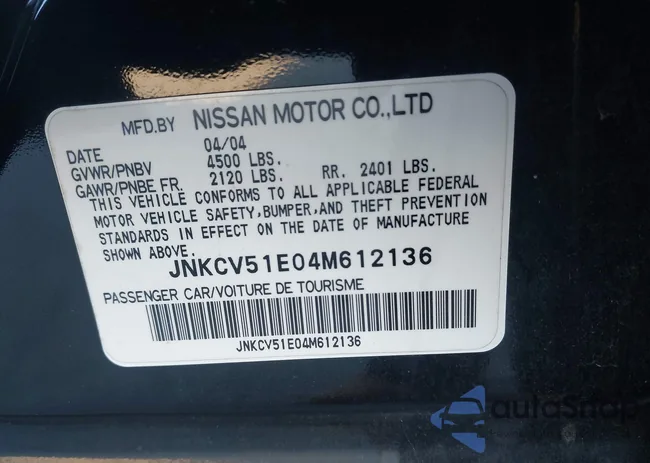 MFD.BY NISSAN MOTOR CO.,LTD
DATE 04/04
GVWR/PNBV 4500 LBS.
GAWR/PNBE FR. 2120 LBS. RR. 2401 LBS.
THIS VEHICLE CONFORMS TO ALL APPLICABLE FEDERAL
MOTOR VEHICLE SAFETY,BUMPER,AND THEFT PREVENTION
STANDARDS IN EFFECT ON THE DATE OF MANUFACTURE
SHOWN ABOVE.
JNKCV51E04M612136
PASSENGER CAR/VOITURE DE TOURISME
JNKCV51E04M612136
autaSnap